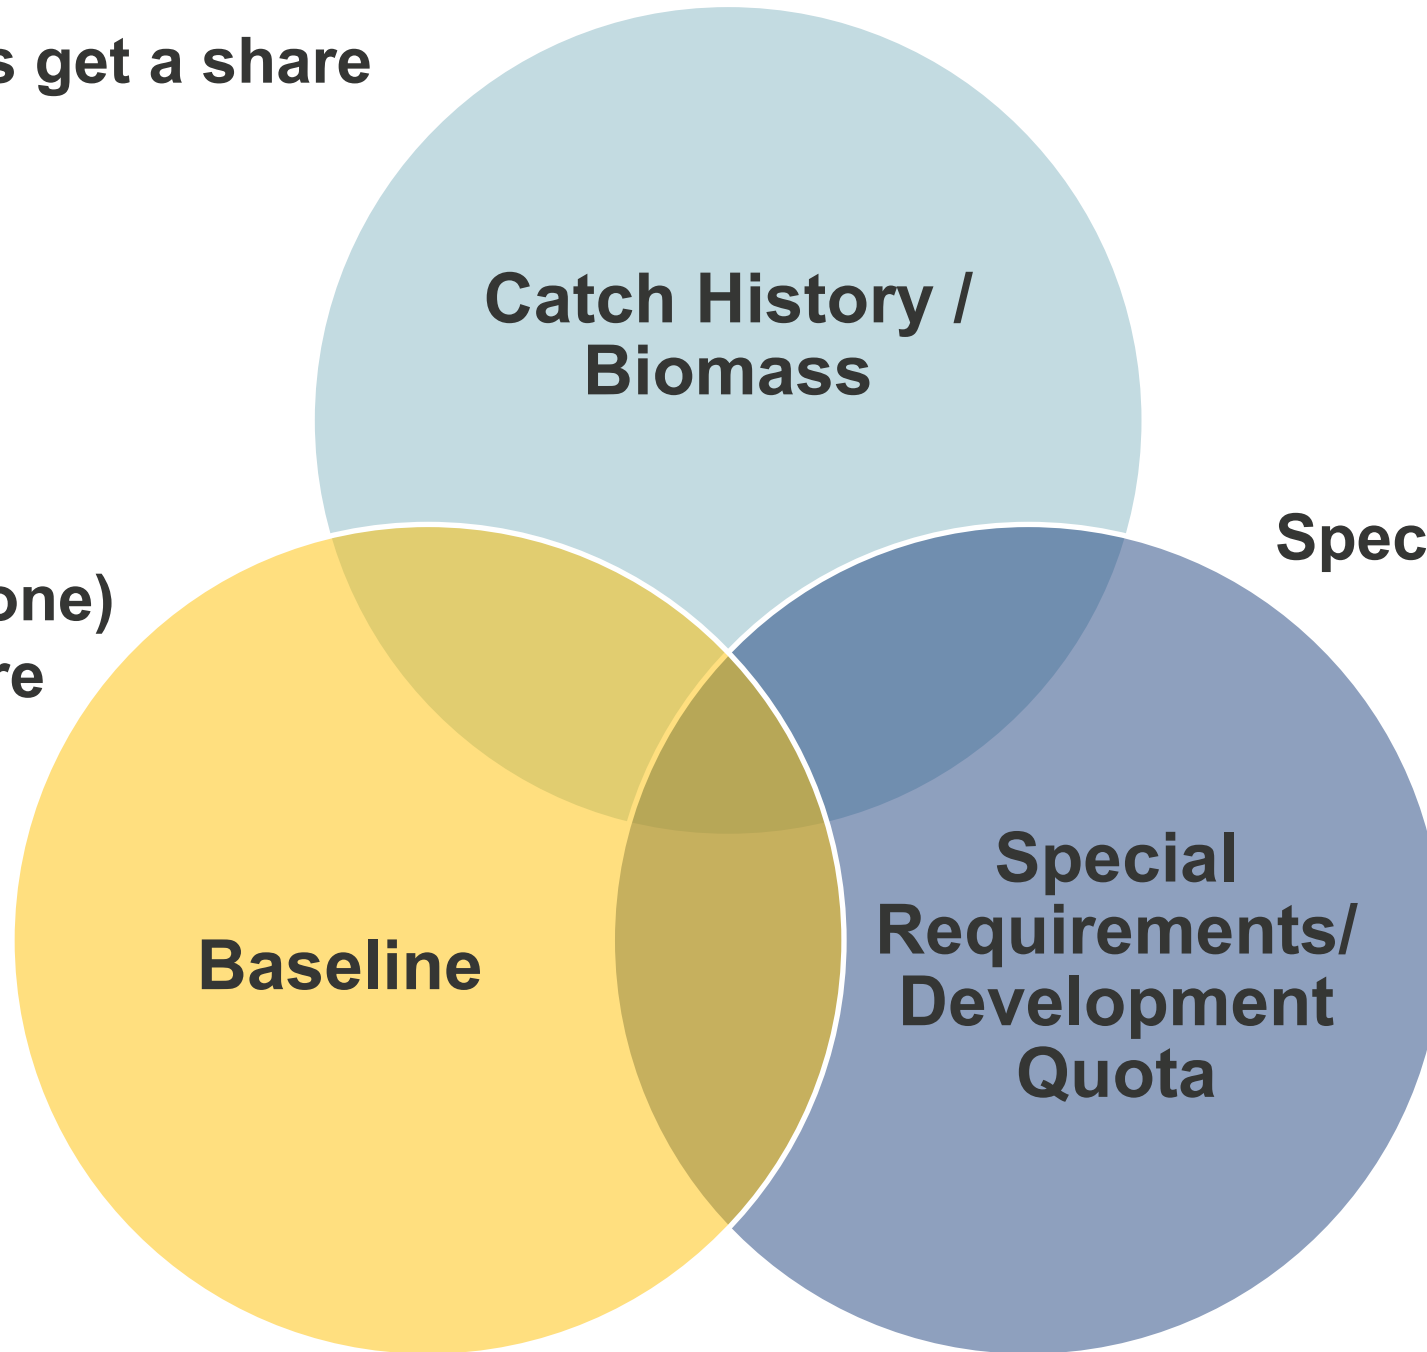 s get a share
Catch History /
Biomass
Spec
one)
re
Baseline
Special
Requirements/
Development
Quota